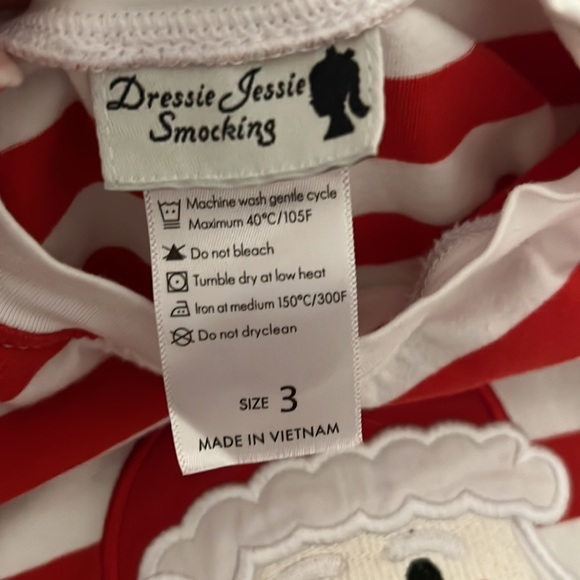 Dressie Jessie
Smocking
Machine wash gentle cycle
Maximum 40°C/105F
Do not bleach
Tumble dry at low heat
Iron at medium 150°C/300F
Do not dryclean
SIZE 3
MADE IN VIETNAM